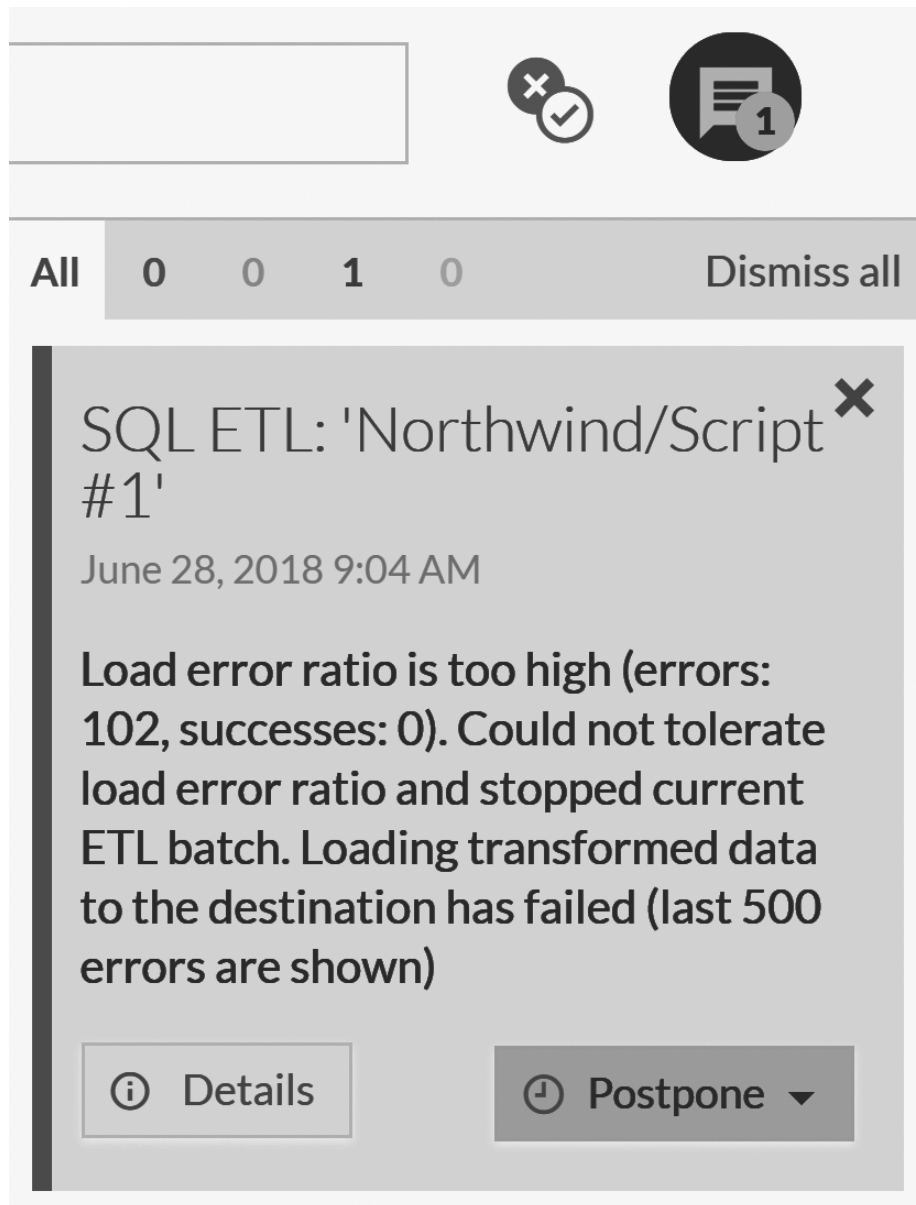 1
All 0 0 1 0 Dismiss all
SQL ETL: 'Northwind/Script
#1'
June 28, 2018 9:04 AM
Load error ratio is too high (errors:
102, successes: 0). Could not tolerate
load error ratio and stopped current
ETL batch. Loading transformed data
to the destination has failed (last 500
errors are shown)
Details Postpone